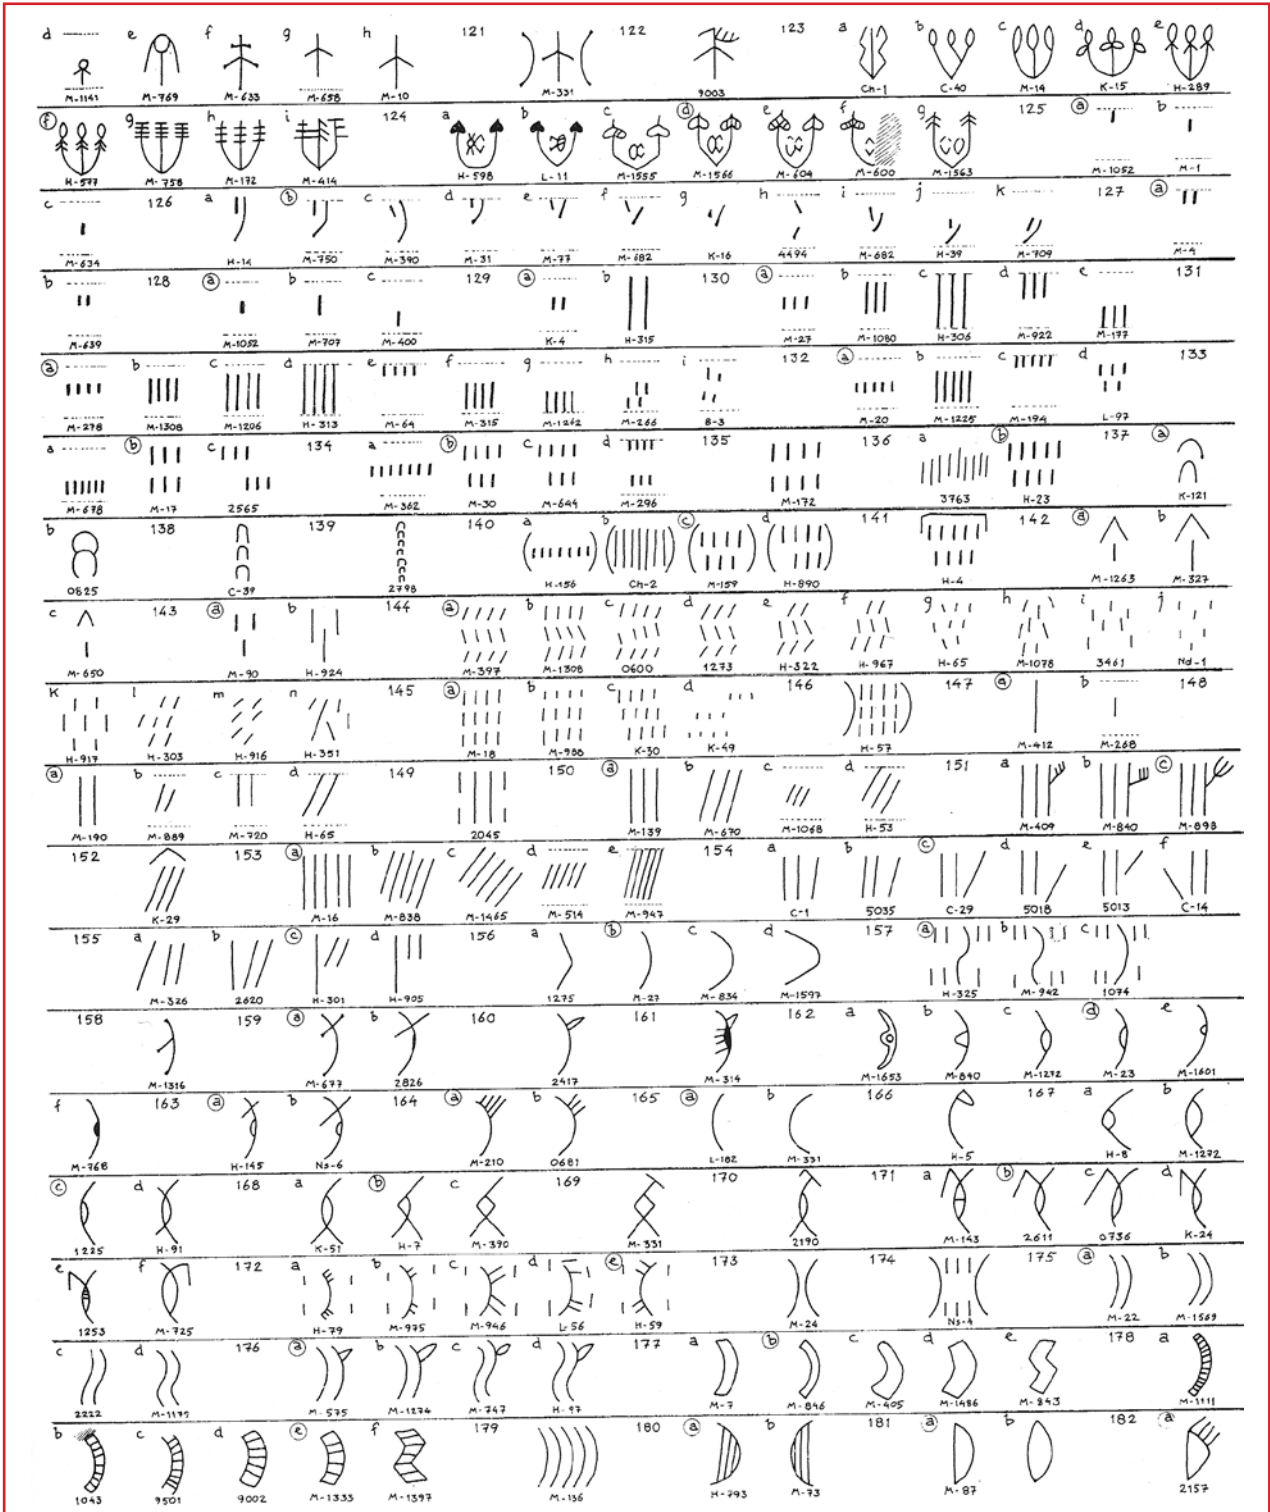 d e f g h 121 122 123 a b c d e
M-1141 M-769 M-633 M-658 M-10 M-331 9003 Ch-1 C-40 M-14 K-15 H-289
f g h i 124 a b c d e f g 125 a b
H-577 M-758 M-172 M-414 H-598 L-11 M-1555 M-1566 M-604 M-600 M-1563 M-1052 M-1
c 126 a b c d e f g h i j k 127 a
M-634 H-14 M-750 M-390 M-31 M-77 M-682 K-16 4494 M-682 H-39 M-709 M-4
b 128 a b c 129 a b 130 a b c d e 131
M-639 M-1052 M-707 M-400 K-4 H-315 M-27 M-1080 H-306 M-922 M-177
a b c d e f g h i 132 a b c d 133
M-278 M-1308 M-1206 H-313 M-64 M-315 M-1262 M-266 B-3 M-20 M-1225 M-194 L-97
a b c 134 a b c d 135 136 a b 137 a
M-678 M-17 2565 M-362 M-30 M-644 M-296 M-172 3763 H-23 K-121
b 138 139 140 a b c d 141 142 a b
0825 C-39 2798 H-156 Ch-2 M-159 H-890 H-4 M-1263 M-327
c 143 a b 144 a b c d e f g h i j
M-650 M-90 H-924 M-397 M-1308 0600 1273 H-322 H-967 H-65 M-1078 3461 Nd-1
k l m n 145 a b c d 146 147 a b 148
H-917 H-303 H-916 H-351 M-18 M-988 K-30 K-49 H-57 M-412 M-268
a b c d 149 150 a b c d 151 a b c
M-190 M-889 M-720 H-65 2045 M-139 M-670 M-1068 H-53 M-409 M-840 M-898
152 153 a b c d e 154 a b c d e f
K-29 M-16 M-838 M-1465 M-514 M-947 C-1 5035 C-29 5018 5013 C-14
155 a b c d 156 a b c d 157 a b c
M-326 2620 H-301 H-905 1275 M-27 M-834 M-1597 H-325 M-942 1074
158 159 a b 160 161 162 a b c d e
M-1316 M-677 2826 2417 M-314 M-1653 M-840 M-1272 M-23 M-1601
f 163 a b 164 a b 165 a b 166 167 a b
M-768 H-145 Ns-6 M-210 0681 L-182 M-331 H-5 H-8 M-1272
c d 168 a b c 169 170 171 a b c d
1225 H-91 K-51 H-7 M-390 M-331 2190 M-143 2611 0736 K-24
e f 172 a b c d e 173 174 175 a b
1253 M-725 H-79 M-975 M-946 L-56 H-59 M-24 Ns-4 M-22 M-1569
c d 176 a b c d 177 a b c d e 178 a
2222 M-1179 M-575 M-1274 M-747 H-97 M-7 M-846 M-405 M-1486 M-843 M-1111
b c d e f 179 180 a b 181 a b 182 a
1043 9501 9002 M-1333 M-1397 M-136 H-793 M-73 M-87 2157